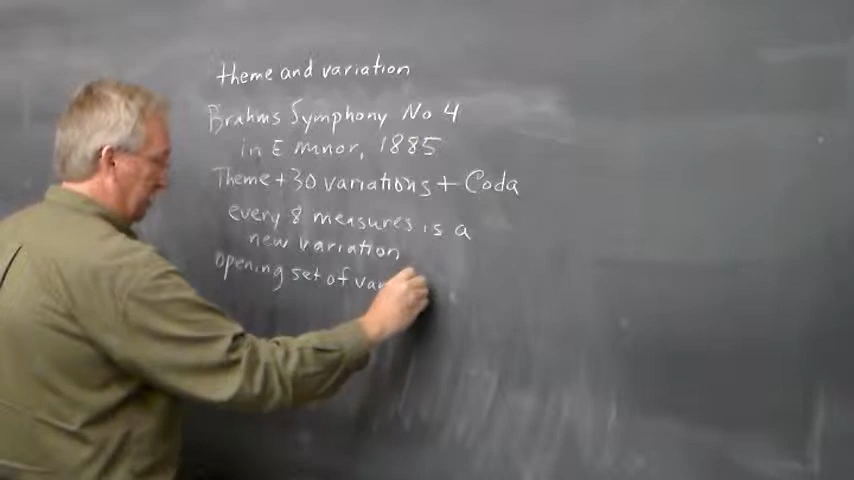 theme and variation
Brahms Symphony No 4
in E minor, 1885
Theme + 30 variations + Coda
every 8 measures is a
new variation
opening set of var